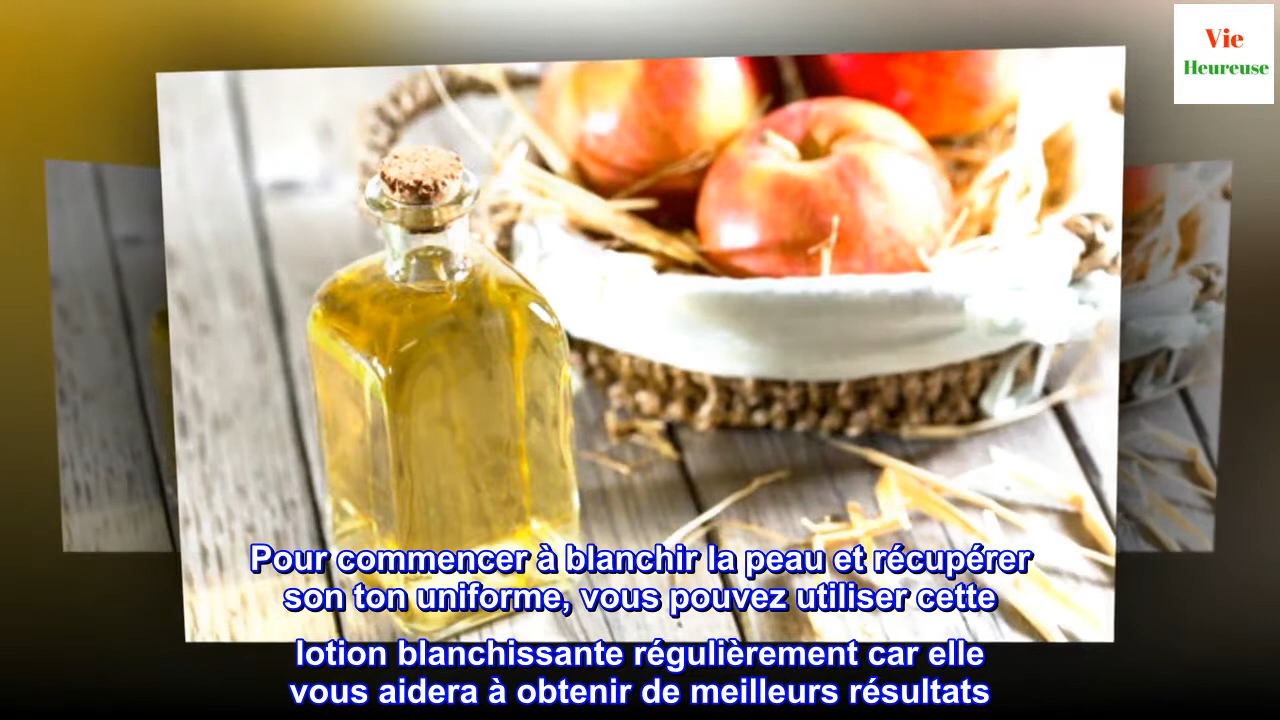 Vie
Heureuse
Pour commencer à blanchir la peau et récupérer
son ton uniforme, vous pouvez utiliser cette
lotion blanchissante régulièrement car elle
vous aidera à obtenir de meilleurs résultats